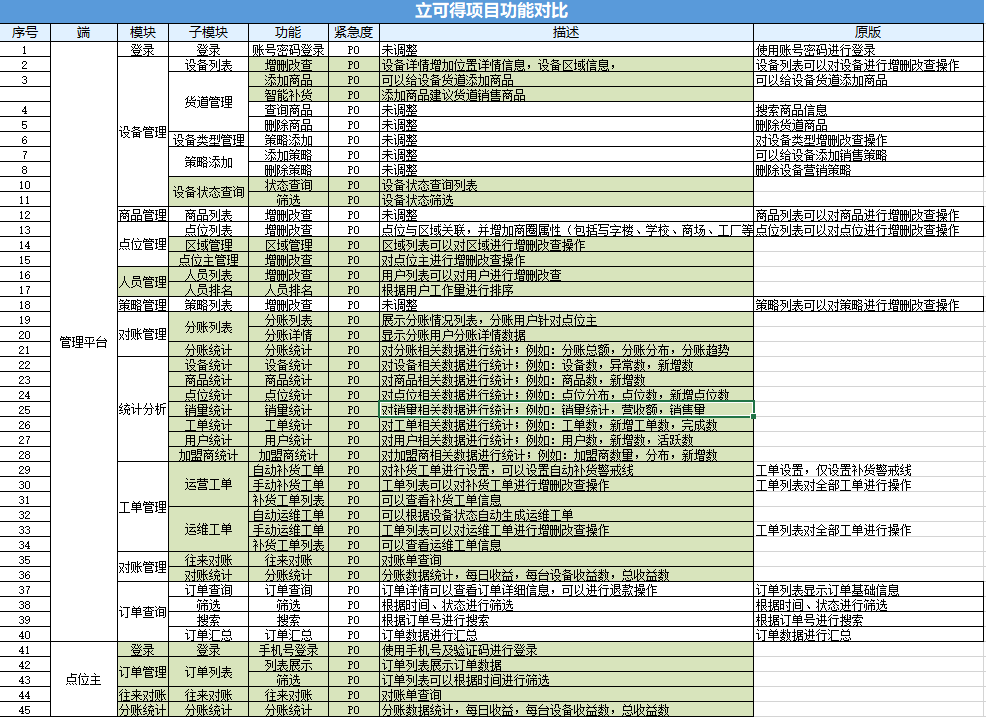 立可得项目功能对比
序号 端 模块 子模块 功能 紧急度 描述 原版
1 登录 登录 账号密码登录 P0 未调整 使用账号密码进行登录
2 设备列表 增删改查 P0 设备详情增加位置详情信息，设备区域信息， 设备列表可以对设备进行增删改查操作
3 添加商品 P0 可以给设备货道添加商品 可以给设备货道添加商品
货道管理 智能补货 P0 添加商品建议货道销售商品
4 查询商品 P0 未调整 搜索商品信息
5 设备管理 删除商品 P0 未调整 删除货道商品
6 设备类型管理 策略添加 P0 未调整 对设备类型增删改查操作
7 策略添加 添加策略 P0 未调整 可以给设备添加销售策略
8 删除策略 P0 未调整 删除设备营销策略
10 设备状态查询 状态查询 P0 设备状态查询列表
11 筛选 P0 设备状态筛选
12 商品管理 商品列表 增删改查 P0 未调整 商品列表可以对商品进行增删改查操作
13 点位列表 增删改查 P0 点位与区域关联，并增加商圈属性（包括写字楼、学校、商场、工厂等 点位列表可以对点位进行增删改查操作
14 点位管理 区域管理 区域管理 P0 区域列表可以对区域进行增删改查操作
15 点位主管理 增删改查 P0 对点位主进行增删改查操作
16 人员管理 人员列表 增删改查 P0 用户列表可以对用户进行增删改查
17 人员排名 人员排名 P0 根据用户工作量进行排序
18 策略管理 策略列表 增删改查 P0 未调整 策略列表可以对策略进行增删改查操作
19 分账列表 分账列表 P0 展示分账情况列表，分账用户针对点位主
20 管理平台 对账管理 分账详情 P0 显示分账用户分账详情数据
21 分账统计 分账统计 P0 对分账相关数据进行统计；例如：分账总额，分账分布，分账趋势
22 设备统计 设备统计 P0 对设备相关数据进行统计；例如：设备数，异常数，新增数
23 商品统计 商品统计 P0 对商品相关数据进行统计；例如：商品数，新增数
24 点位统计 点位统计 P0 对点位相关数据进行统计；例如：点位分布，点位数，新增点位数
25 统计分析 销量统计 销量统计 P0 对销量相关数据进行统计；例如：销量统计，营收额，销售量
26 工单统计 工单统计 P0 对工单相关数据进行统计；例如：工单数，新增工单数，完成数
27 用户统计 用户统计 P0 对用户相关数据进行统计；例如：用户数，新增数，活跃数
28 加盟商统计 加盟商统计 P0 对加盟商相关数据进行统计；例如：加盟商数量，分布，新增数
29 自动补货工单 P0 对补货工单进行设置，可以设置自动补货警戒线 工单设置，仅设置补货警戒线
30 运营工单 手动补货工单 P0 工单列表可以对补货工单进行增删改查操作 工单列表对全部工单进行操作
31 工单管理 补货工单列表 P0 可以查看补货工单信息
32 自动运维工单 P0 可以根据设备状态自动生成运维工单
33 运维工单 手动运维工单 P0 工单列表可以对运维工单进行增删改查操作 工单列表对全部工单进行操作
34 补货工单列表 P0 可以查看运维工单信息
35 对账管理 往来对账 往来对账 P0 对账单查询
36 对账统计 分账统计 P0 分账数据统计，每日收益，每台设备收益数，总收益数
37 订单查询 订单查询 P0 订单详情可以查看订单详细信息，可以进行退款操作 订单列表显示订单基础信息
38 订单查询 筛选 筛选 P0 根据时间、状态进行筛选 根据时间、状态进行筛选
39 搜索 搜索 P0 根据订单号进行搜索 根据订单号进行搜索
40 订单汇总 订单汇总 P0 订单数据进行汇总 订单数据进行汇总
41 登录 登录 手机号登录 P0 使用手机号及验证码进行登录
42 订单管理 订单列表 列表展示 P0 订单列表展示订单数据
43 点位主 筛选 P0 订单列表可以根据时间进行筛选
44 往来对账 往来对账 往来对账 P0 对账单查询
45 分账统计 分账统计 分账统计 P0 分账数据统计，每日收益，每台设备收益数，总收益数